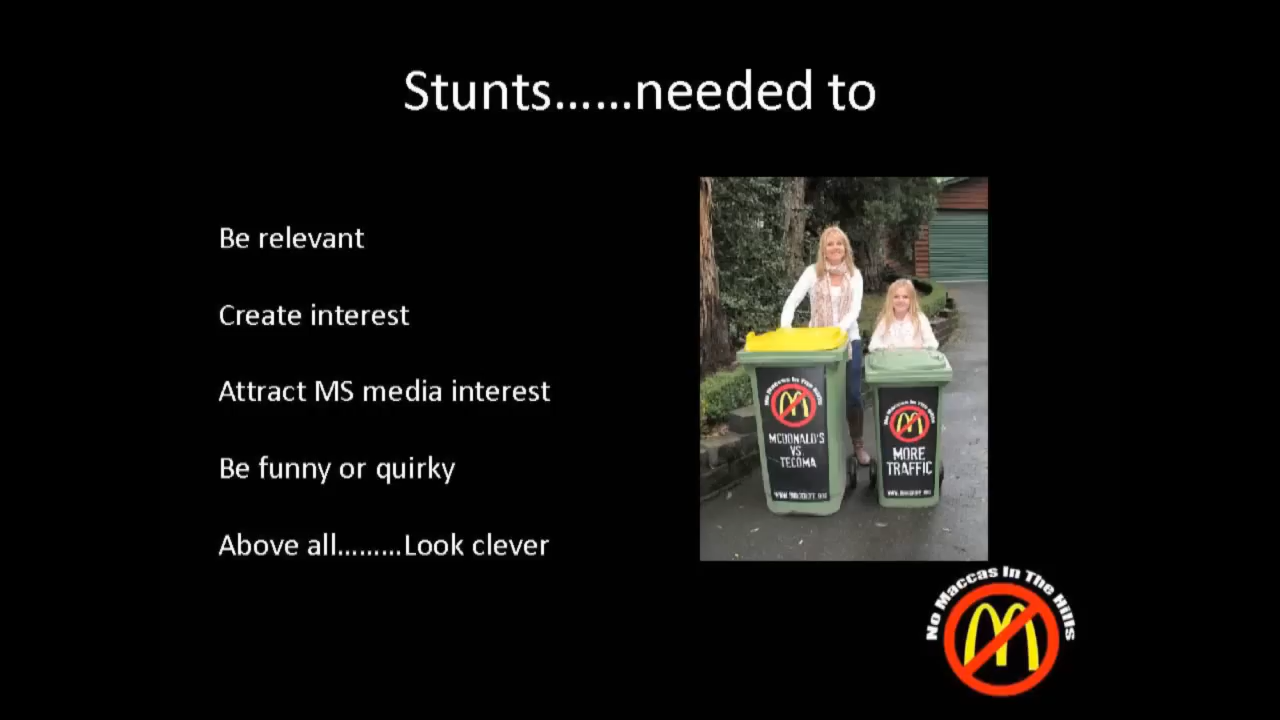 Stunts……needed to
Be relevant
Create interest
Attract MS media interest
Be funny or quirky
Above all………Look clever
No Maccas In The Hills
MCDONALD'S
VS.
TECOMA
No Maccas In The Hills
MORE
TRAFFIC
No Maccas In The Hills